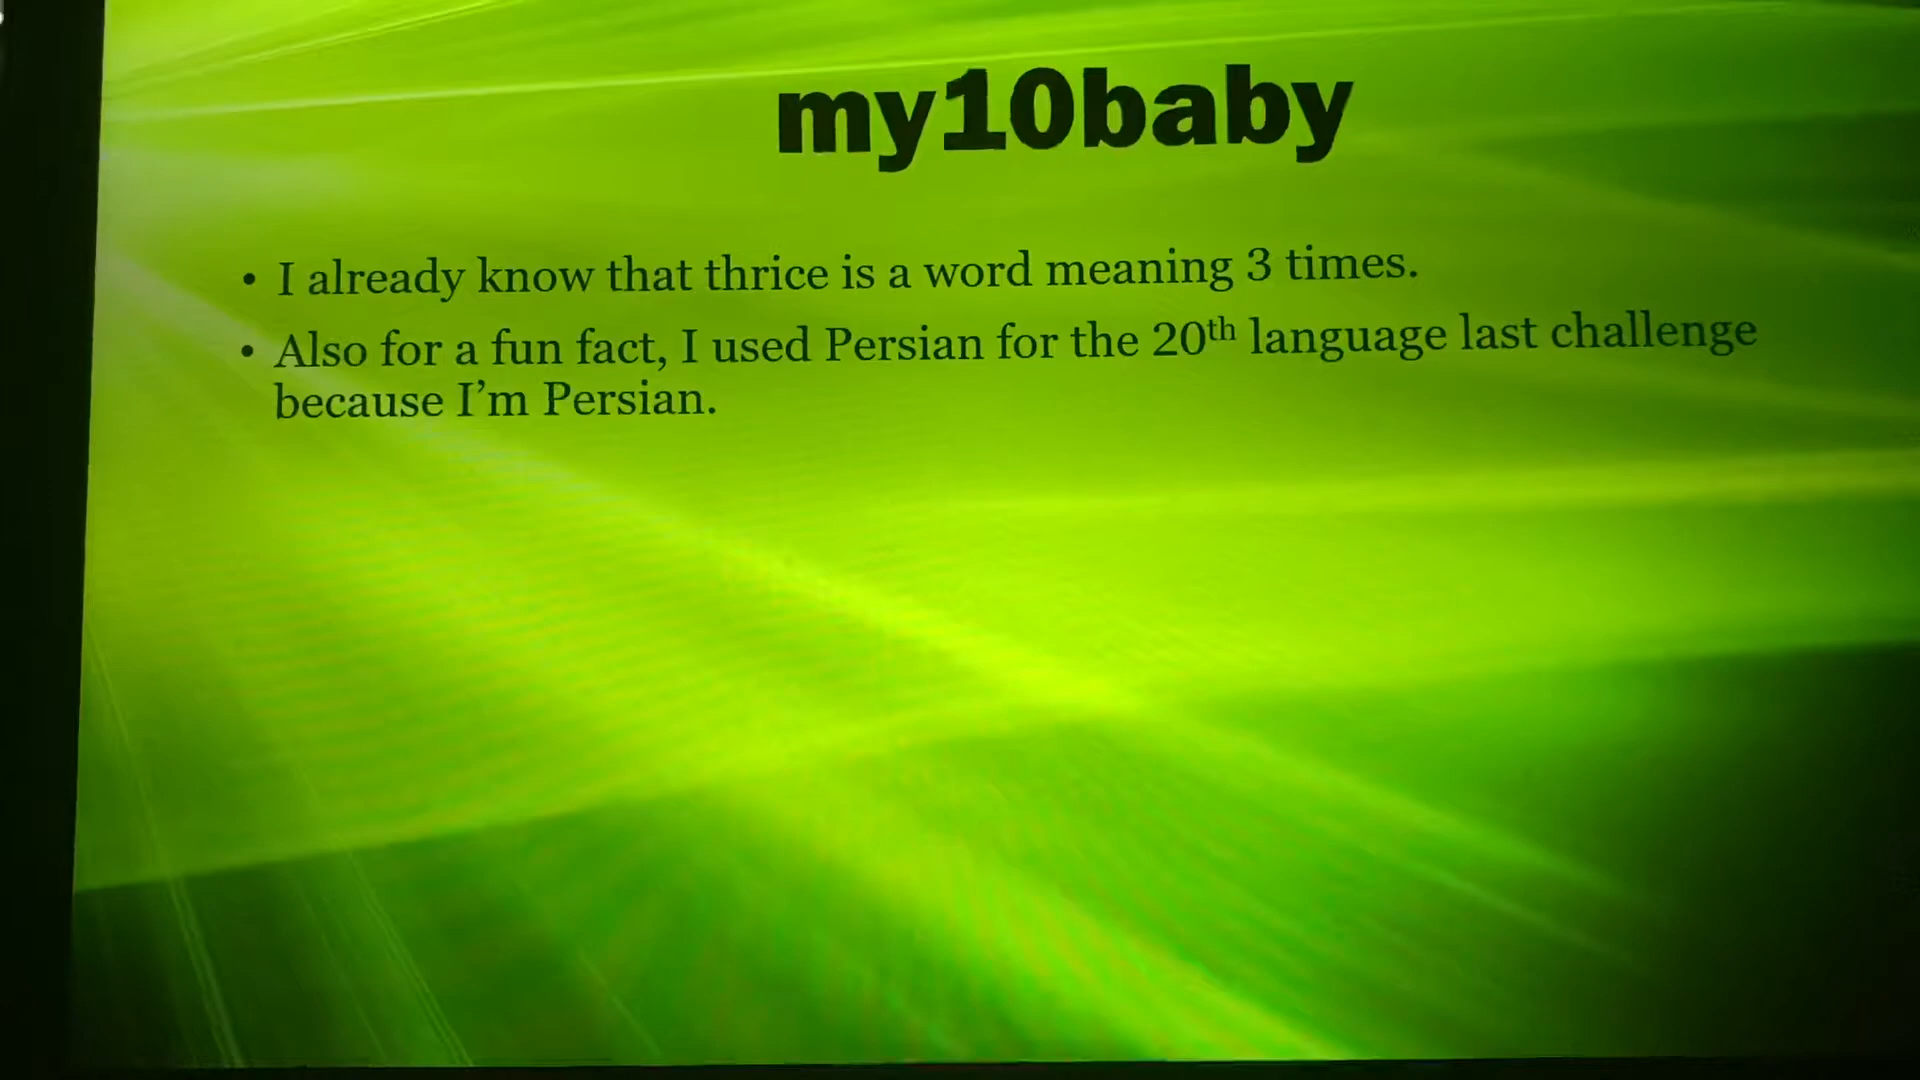 my10baby
• I already know that thrice is a word meaning 3 times.
• Also for a fun fact, I used Persian for the 20th language last challenge
because I’m Persian.